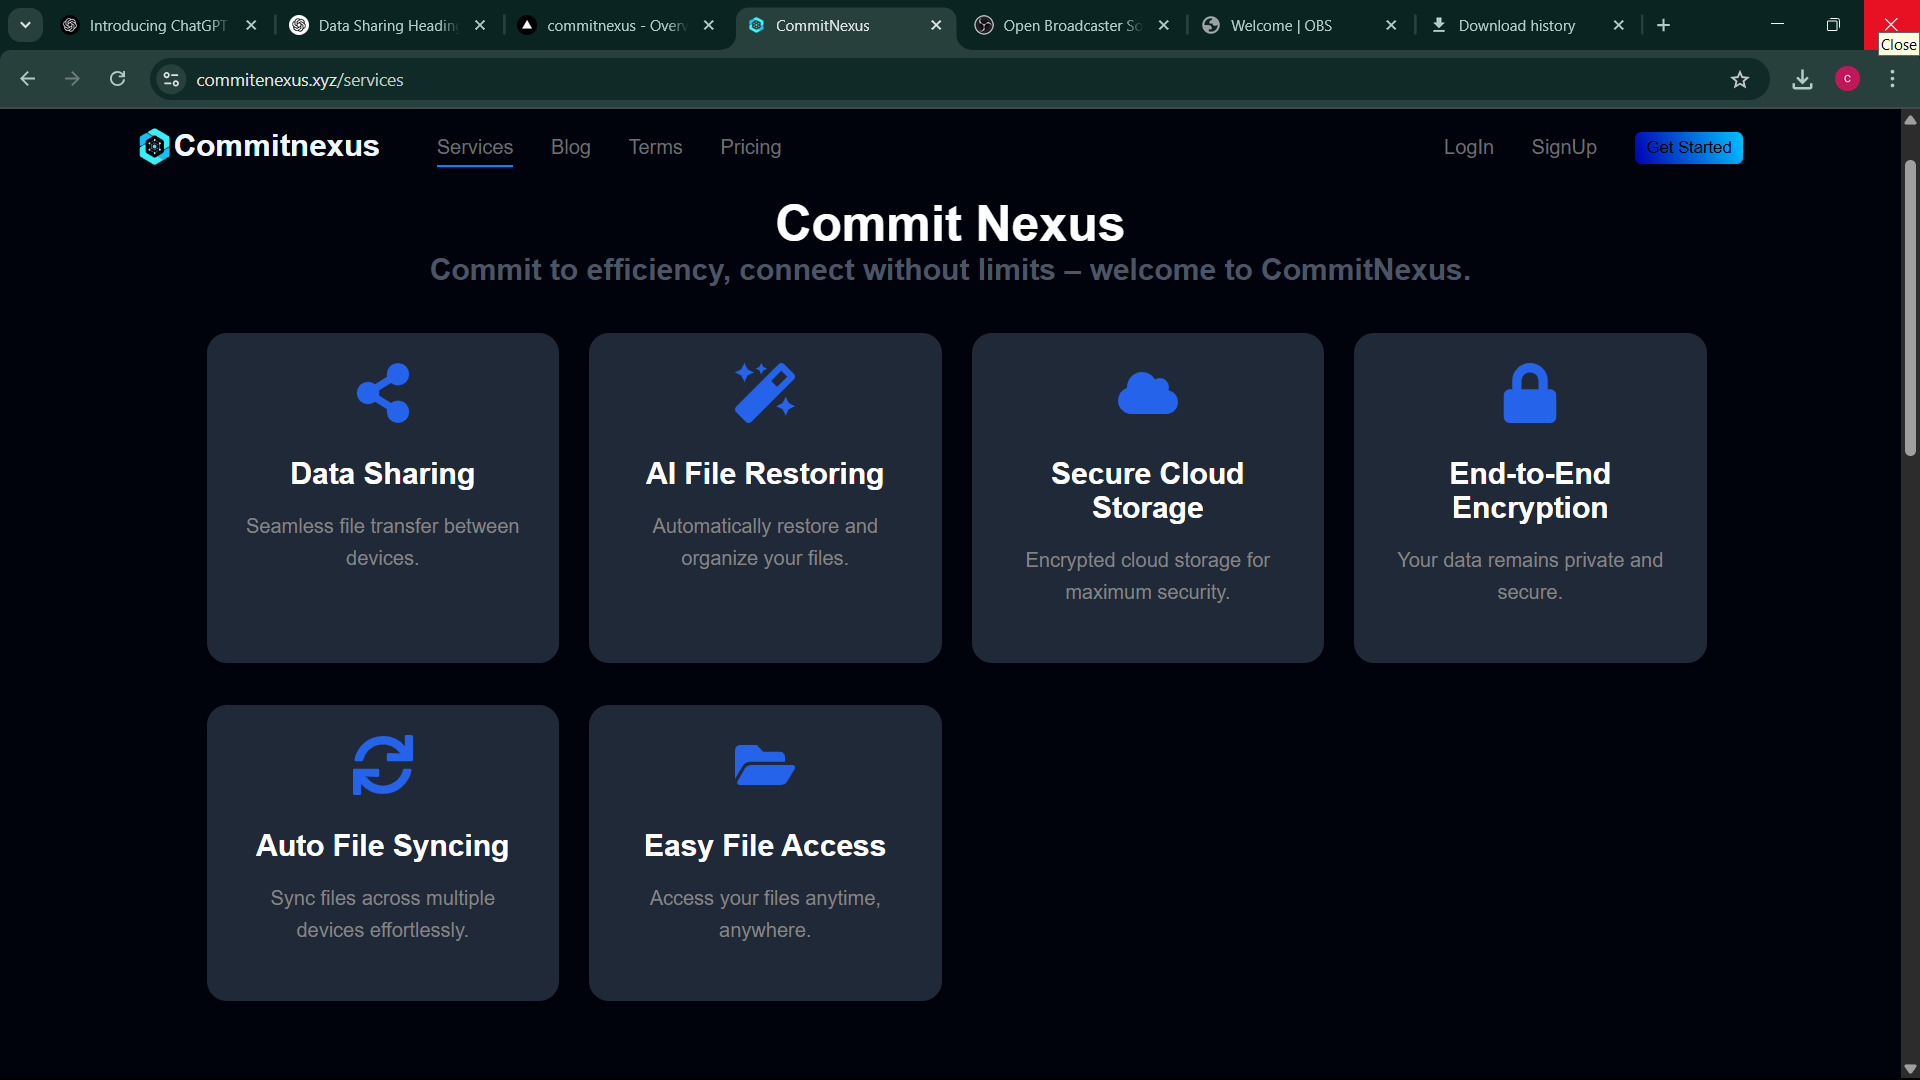 Introducing ChatGPT
Data Sharing Heading
commitnexus - Overv
CommitNexus
Open Broadcaster So
Welcome | OBS
Download history
Close
commitenexus.xyz/services
C
Commitnexus
Services
Blog
Terms
Pricing
LogIn
SignUp
Get Started
Commit Nexus
Commit to efficiency, connect without limits – welcome to CommitNexus.
Data Sharing
Seamless file transfer between
devices.
AI File Restoring
Automatically restore and
organize your files.
Secure Cloud
Storage
Encrypted cloud storage for
maximum security.
End-to-End
Encryption
Your data remains private and
secure.
Auto File Syncing
Sync files across multiple
devices effortlessly.
Easy File Access
Access your files anytime,
anywhere.